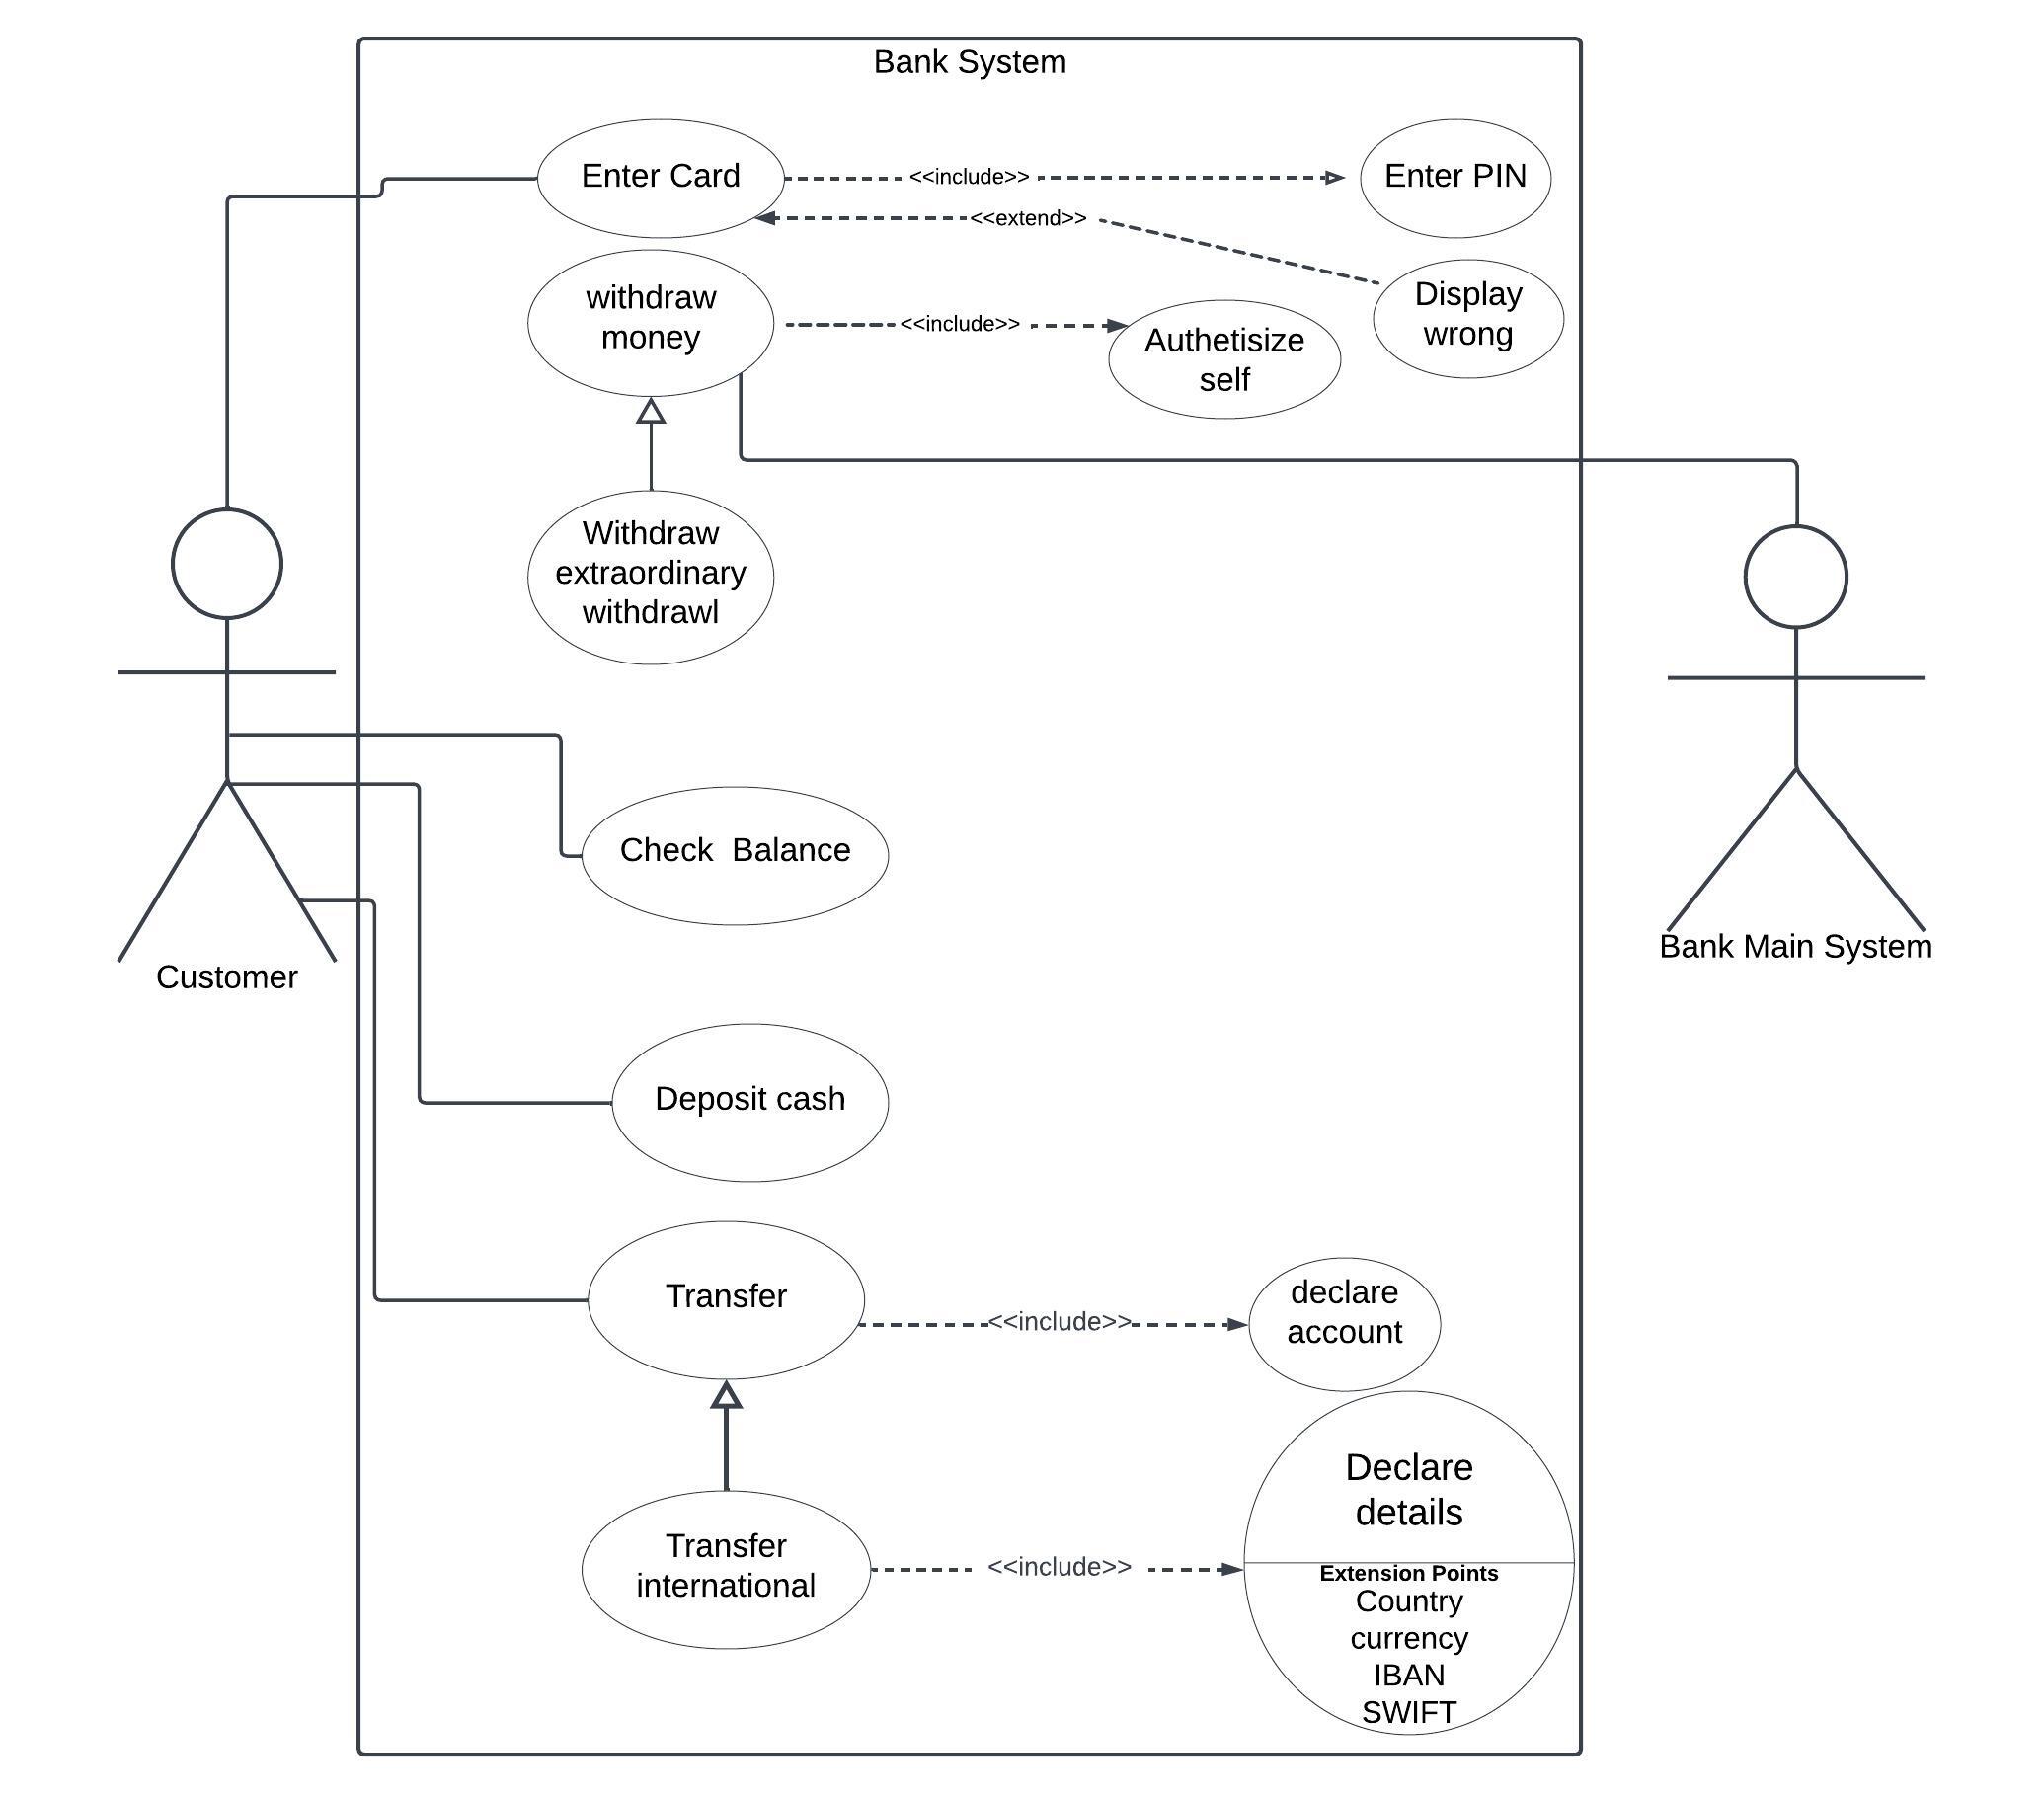 Bank System
Enter Card
<<include>>
Enter PIN
<<extend>>
withdraw
money
<<include>>
Authetisize
self
Display
wrong
Withdraw
extraordinary
withdrawl
Check  Balance
Customer
Bank Main System
Deposit cash
Transfer
<<include>>
declare
account
Transfer
international
<<include>>
Declare
details
Extension Points
Country
currency
IBAN
SWIFT